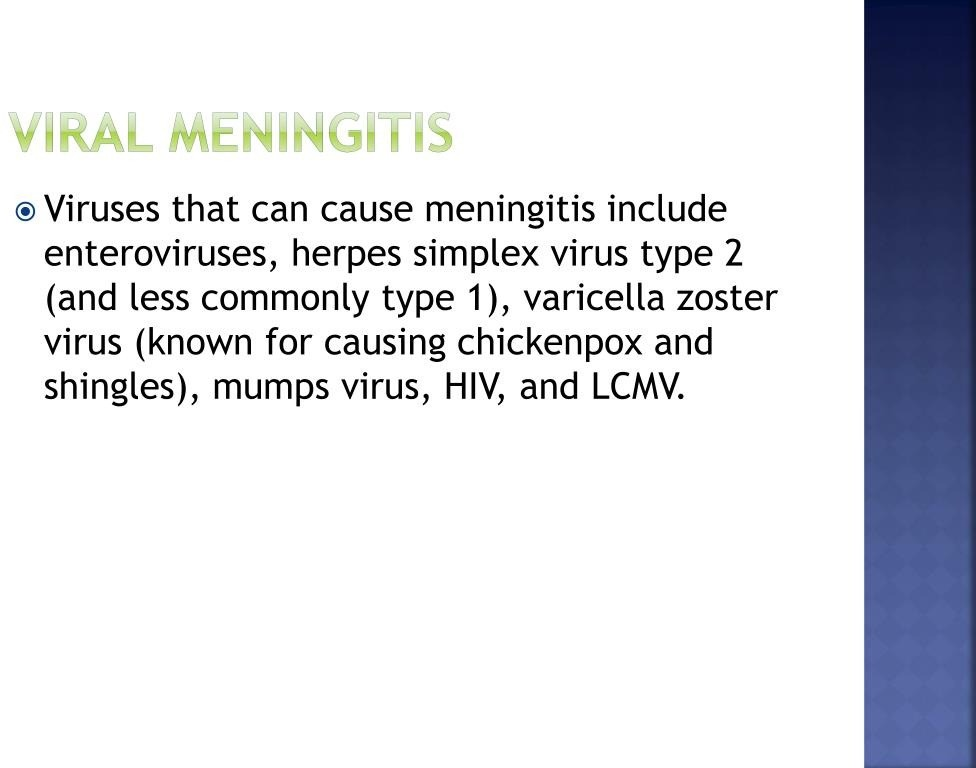 VIRAL MENINGITIS
Viruses that can cause meningitis include
enteroviruses, herpes simplex virus type 2
(and less commonly type 1), varicella zoster
virus (known for causing chickenpox and
shingles), mumps virus, HIV, and LCMV.